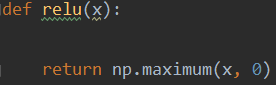 def relu(x):
    return np.maximum(x, 0)